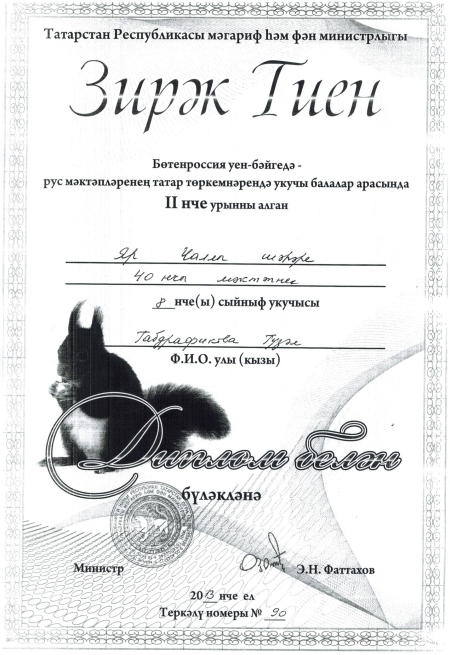 Татарстан Республикасы мәгариф һәм фән министрлыгы
Зирәк Тиен
Бөтенроссия уен-бәйгедә -
рус мәктәпләренең татар төркемнәрендә укучы балалар арасында
II нче урынны алган
Яр Чаллы шәһәре
40 нчы мәктәпнең
8 нче(ы) сыйныф укучысы
Габдрафикова Гүзәл
Ф.И.О. улы (кызы)
Диплом белән
бүләкләнә
Министр Э.Н. Фаттахов
2013 нче ел
Теркәлү номеры № 90